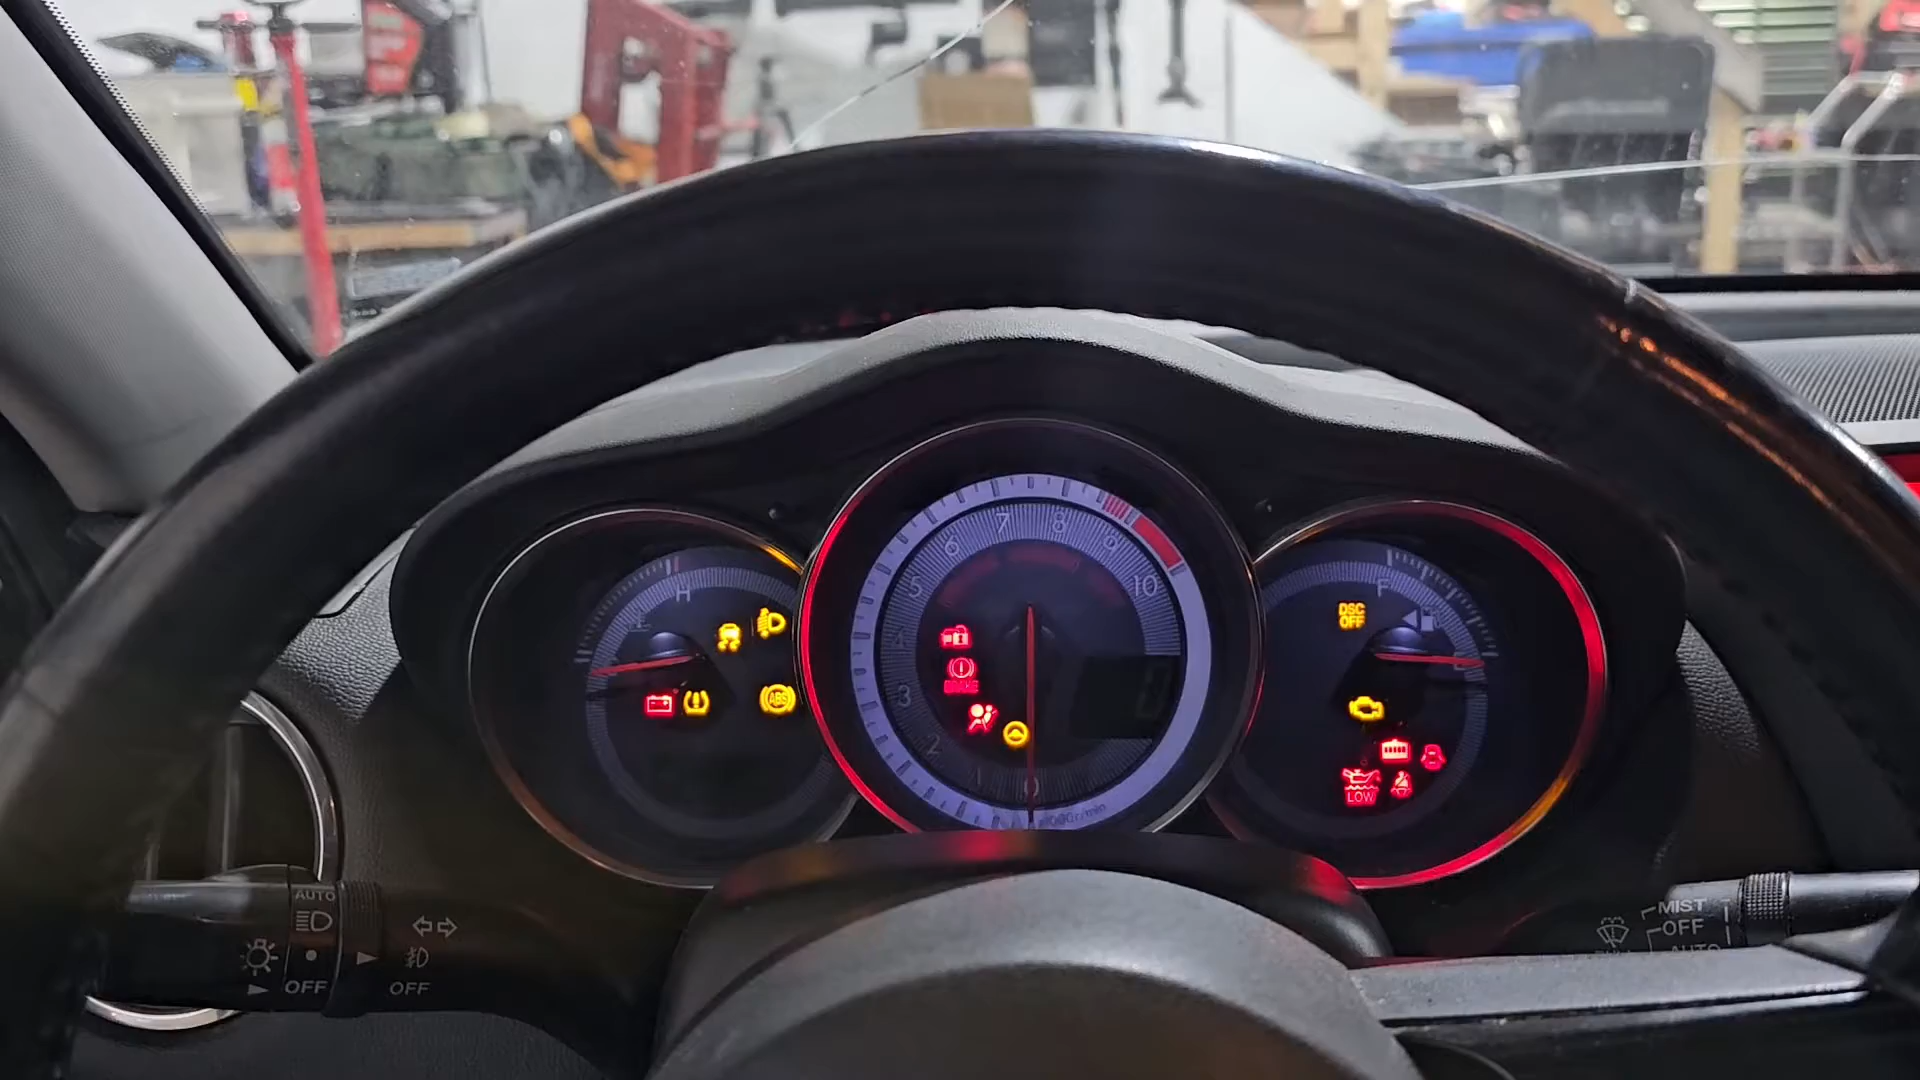 7 8
6 9
5 10
4
3
2
1
0
x1000r/min
H
ABS
BRAKE
DSC
OFF
F
LOW
AUTO
OFF
OFF
MIST
OFF
AUTO